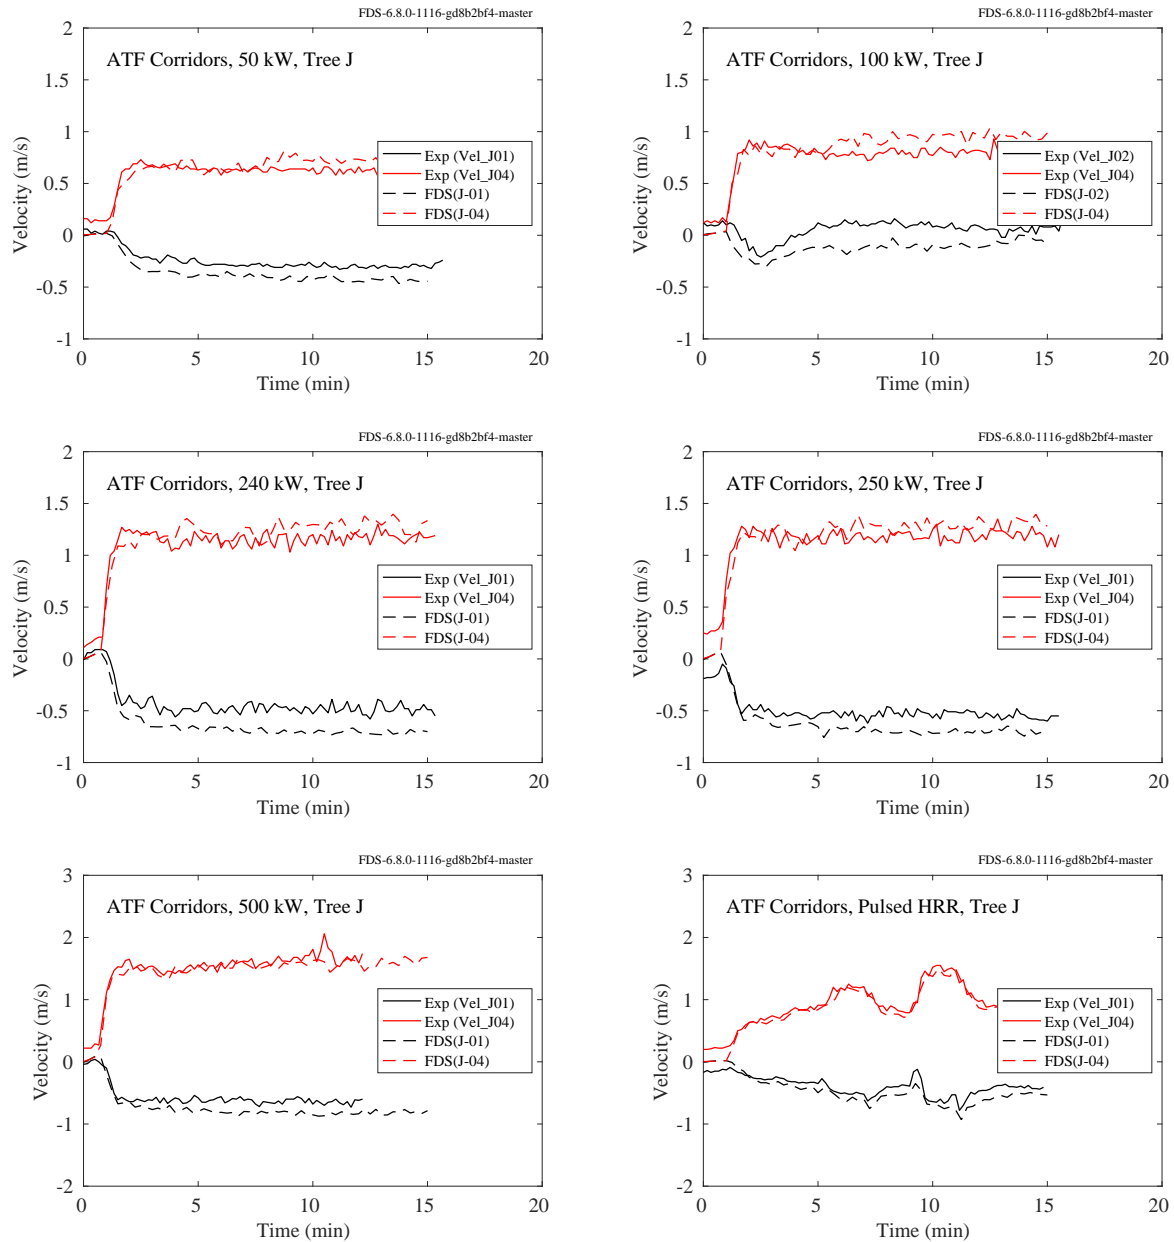 FDS-6.8.0-1116-gd8b2bf4-master
ATF Corridors, 50 kW, Tree J
2
1.5
1
0.5
0
-0.5
-1
Velocity (m/s)
Exp (Vel_J01)
Exp (Vel_J04)
FDS(J-01)
FDS(J-04)
0 5 10 15 20
Time (min)
FDS-6.8.0-1116-gd8b2bf4-master
ATF Corridors, 100 kW, Tree J
2
1.5
1
0.5
0
-0.5
-1
Velocity (m/s)
Exp (Vel_J02)
Exp (Vel_J04)
FDS(J-02)
FDS(J-04)
0 5 10 15 20
Time (min)
FDS-6.8.0-1116-gd8b2bf4-master
ATF Corridors, 240 kW, Tree J
2
1.5
1
0.5
0
-0.5
-1
Velocity (m/s)
Exp (Vel_J01)
Exp (Vel_J04)
FDS(J-01)
FDS(J-04)
0 5 10 15 20
Time (min)
FDS-6.8.0-1116-gd8b2bf4-master
ATF Corridors, 250 kW, Tree J
2
1.5
1
0.5
0
-0.5
-1
Velocity (m/s)
Exp (Vel_J01)
Exp (Vel_J04)
FDS(J-01)
FDS(J-04)
0 5 10 15 20
Time (min)
FDS-6.8.0-1116-gd8b2bf4-master
ATF Corridors, 500 kW, Tree J
3
2
1
0
-1
-2
Velocity (m/s)
Exp (Vel_J01)
Exp (Vel_J04)
FDS(J-01)
FDS(J-04)
0 5 10 15 20
Time (min)
FDS-6.8.0-1116-gd8b2bf4-master
ATF Corridors, Pulsed HRR, Tree J
3
2
1
0
-1
-2
Velocity (m/s)
Exp (Vel_J01)
Exp (Vel_J04)
FDS(J-01)
FDS(J-04)
0 5 10 15 20
Time (min)